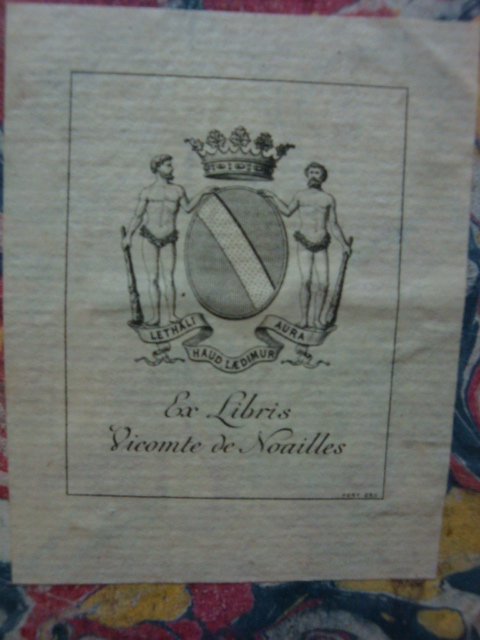 LETHALI HAUD LÆDIMUR AURA
Ex Libris
Vicomte de Noailles